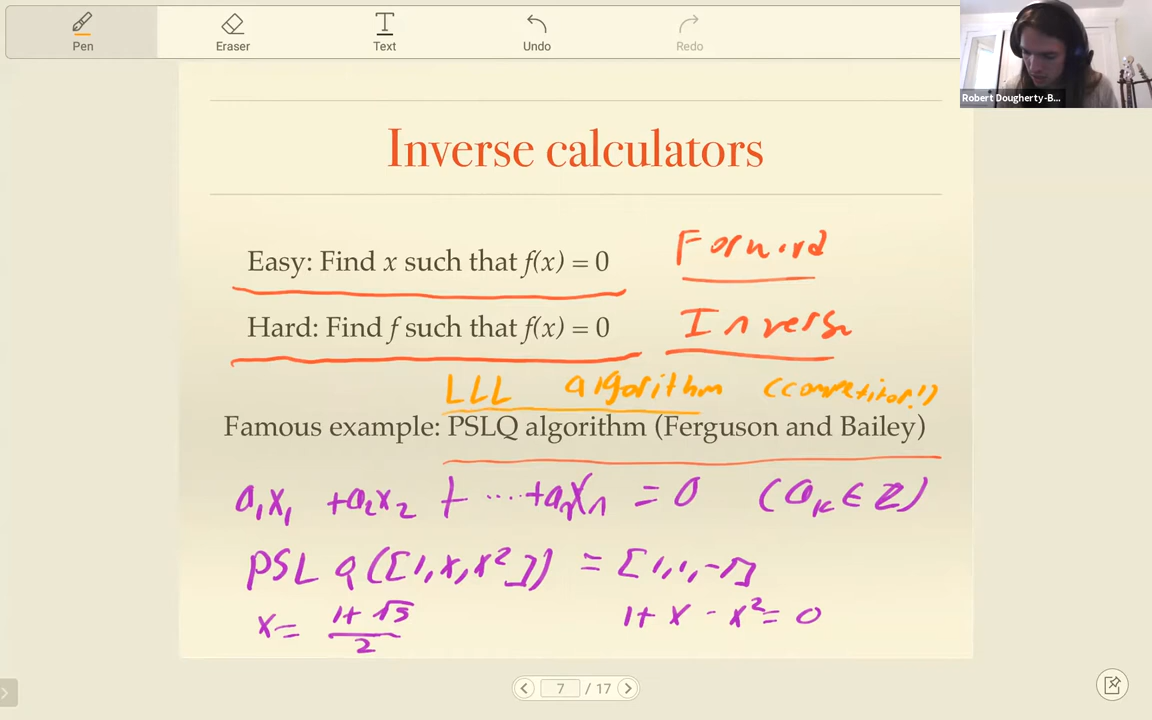 Pen Eraser Text Undo Redo
Robert Dougherty-B...
Inverse calculators
Easy: Find x such that f(x) = 0 Forward
Hard: Find f such that f(x) = 0 Inverse
LLL algorithm (competitor!)
Famous example: PSLQ algorithm (Ferguson and Bailey)
a₁x₁ + a₂x₂ + ....+ aₙxₙ = 0 (aₖ ∈ ℤ)
PSLQ([1, x, x²]) = [1, 1, -1]
x = (1+√5)/2 1 + x - x² = 0
7 / 17